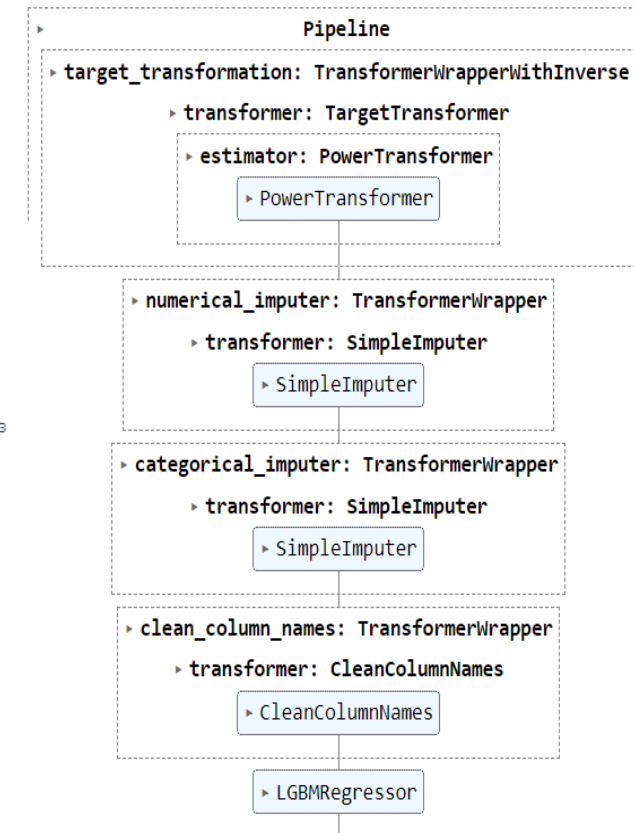 Pipeline
target_transformation: TransformerWrapperWithInverse
transformer: TargetTransformer
estimator: PowerTransformer
PowerTransformer
numerical_imputer: TransformerWrapper
transformer: SimpleImputer
SimpleImputer
3
categorical_imputer: TransformerWrapper
transformer: SimpleImputer
SimpleImputer
clean_column_names: TransformerWrapper
transformer: CleanColumnNames
CleanColumnNames
LGBMRegressor